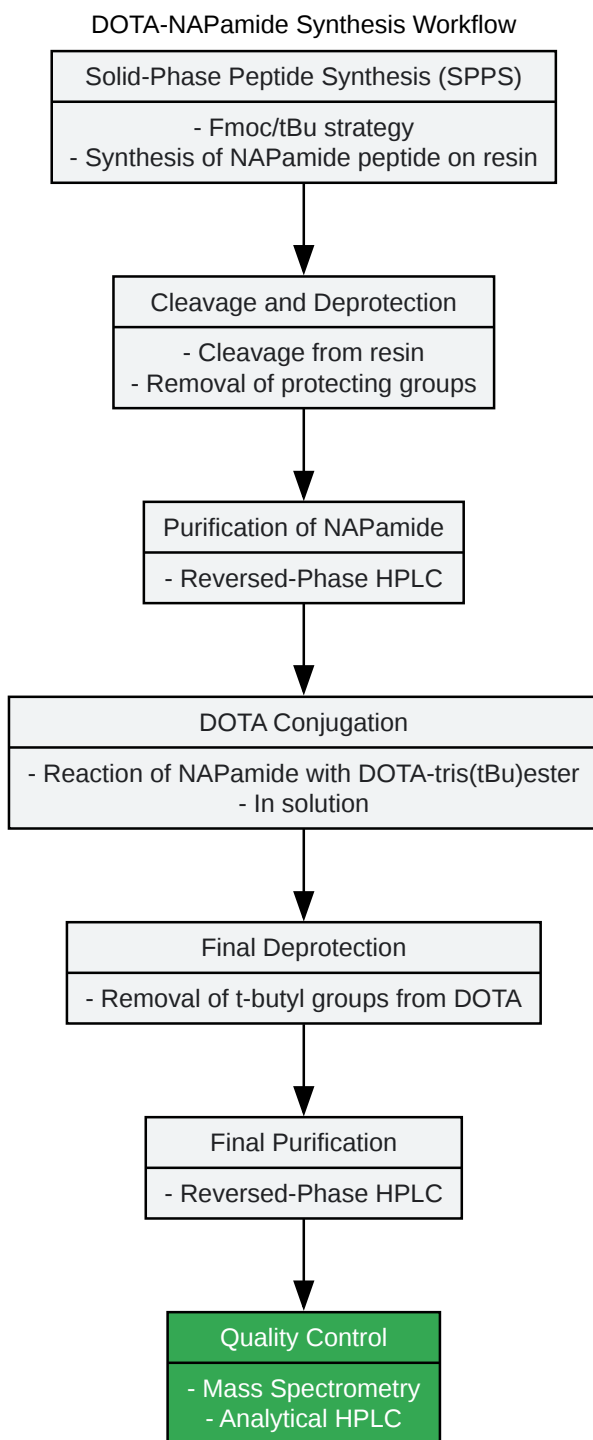 DOTA-NAPamide Synthesis Workflow
Solid-Phase Peptide Synthesis (SPPS)
- Fmoc/tBu strategy
- Synthesis of NAPamide peptide on resin
Cleavage and Deprotection
- Cleavage from resin
- Removal of protecting groups
Purification of NAPamide
- Reversed-Phase HPLC
DOTA Conjugation
- Reaction of NAPamide with DOTA-tris(tBu)ester
- In solution
Final Deprotection
- Removal of t-butyl groups from DOTA
Final Purification
- Reversed-Phase HPLC
Quality Control
- Mass Spectrometry
- Analytical HPLC